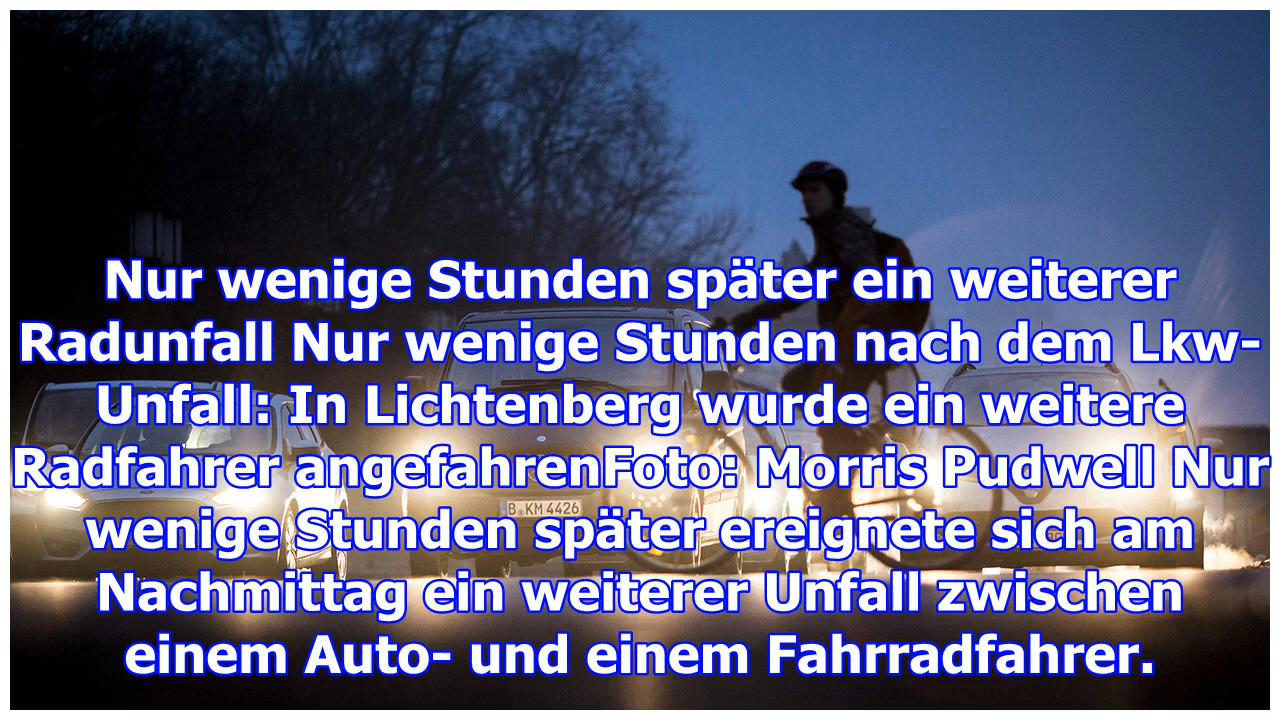 Nur wenige Stunden später ein weiterer
Radunfall Nur wenige Stunden nach dem Lkw-
Unfall: In Lichtenberg wurde ein weitere
Radfahrer angefahrenFoto: Morris Pudwell Nur
wenige Stunden später ereignete sich am
Nachmittag ein weiterer Unfall zwischen
einem Auto- und einem Fahrradfahrer.
B KM 4426